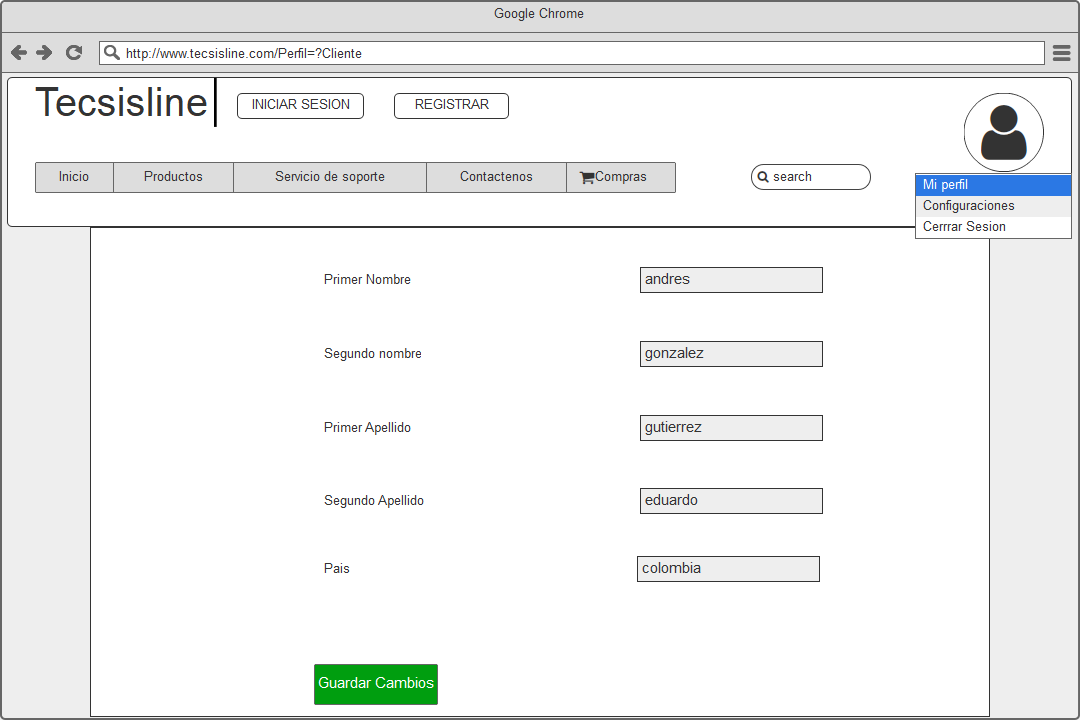 Google Chrome
http://www.tecsisline.com/Perfil=?Cliente
Tecsisline
INICIAR SESION
REGISTRAR
Inicio
Productos
Servicio de soporte
Contactenos
Compras
search
Mi perfil
Configuraciones
Cerrrar Sesion
Primer Nombre
andres
Segundo nombre
gonzalez
Primer Apellido
gutierrez
Segundo Apellido
eduardo
Pais
colombia
Guardar Cambios